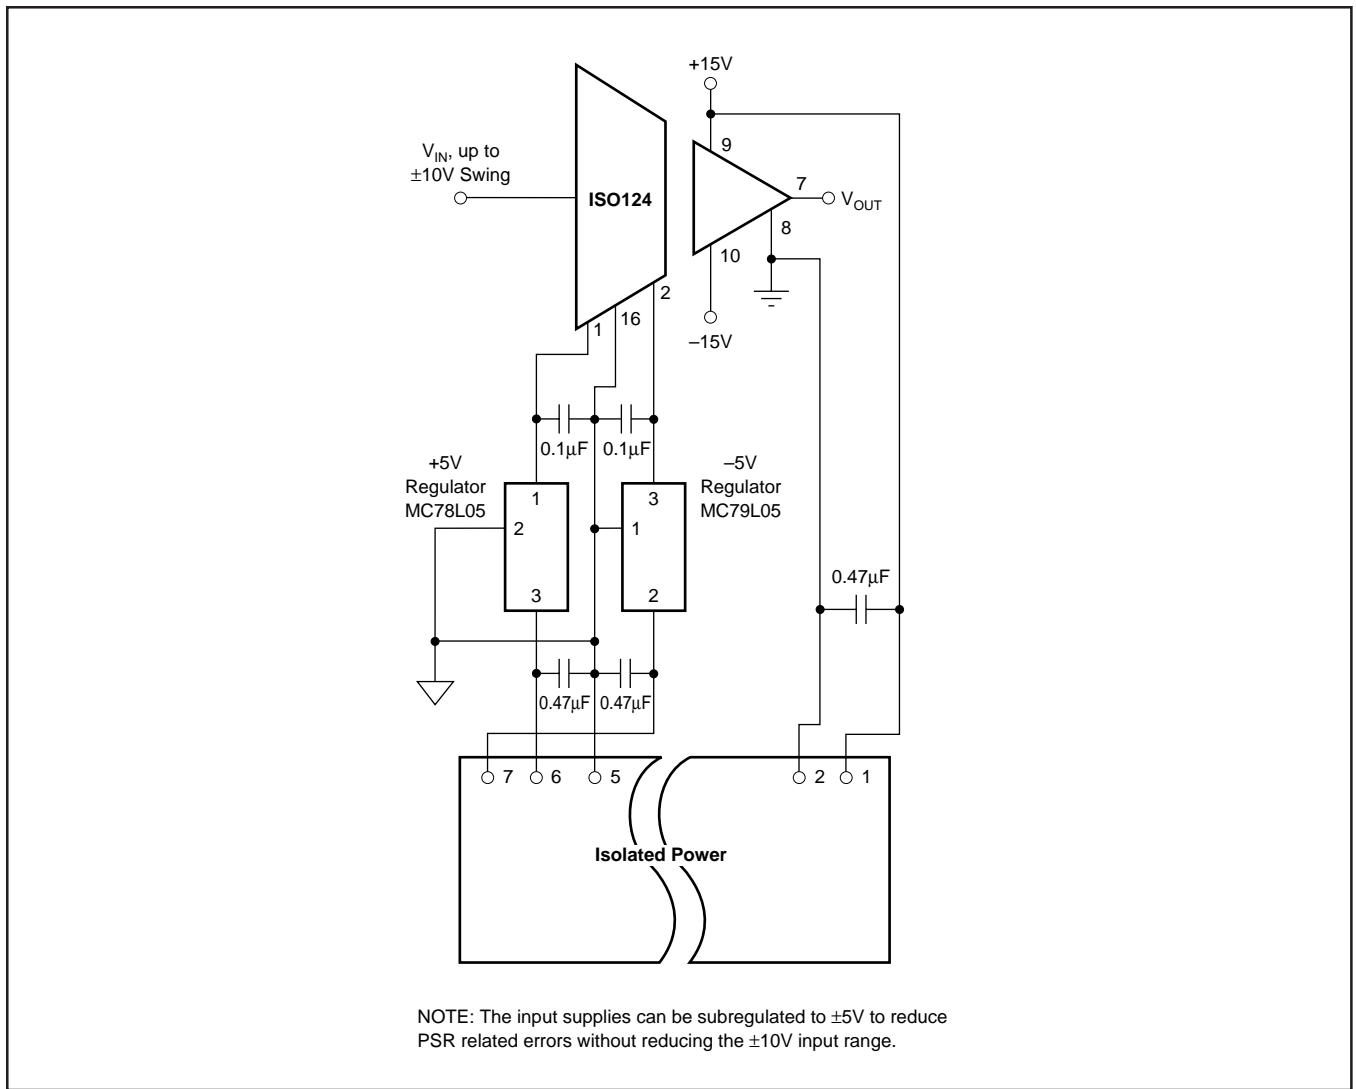 +15V
9
V_IN, up to
±10V Swing
ISO124
7
V_OUT
8
10
2
16
1
–15V
0.1µF
0.1µF
+5V
Regulator
MC78L05
–5V
Regulator
MC79L05
1
3
2
1
3
2
0.47µF
0.47µF
0.47µF
7
6
5
2
1
Isolated Power
NOTE: The input supplies can be subregulated to ±5V to reduce
PSR related errors without reducing the ±10V input range.